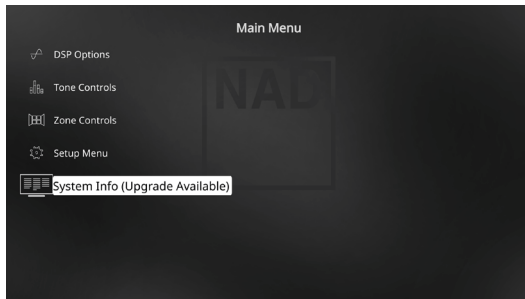 Main Menu
DSP Options
Tone Controls
Zone Controls
Setup Menu
System Info (Upgrade Available)
NAD